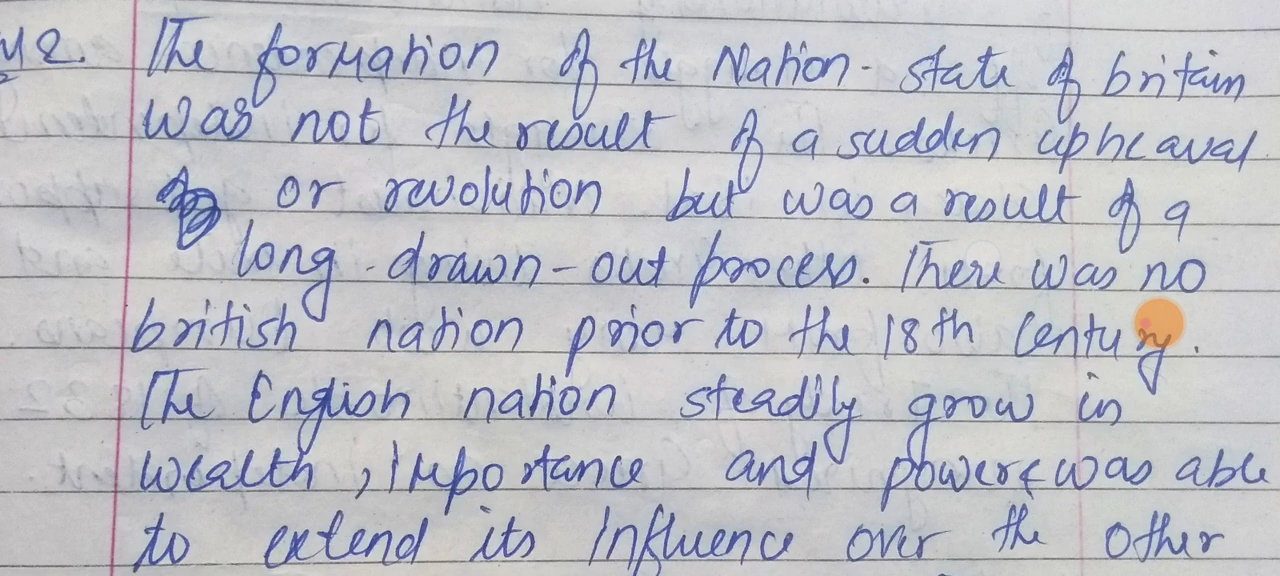 2. The formation of the Nation-state of britain
was not the result of a sudden upheaval
or revolution but was a result of a
long-drawn-out process. There was no
british nation prior to the 18th century.
The English nation steadily grow in
wealth, importance and power & was able
to extend its influence over the other